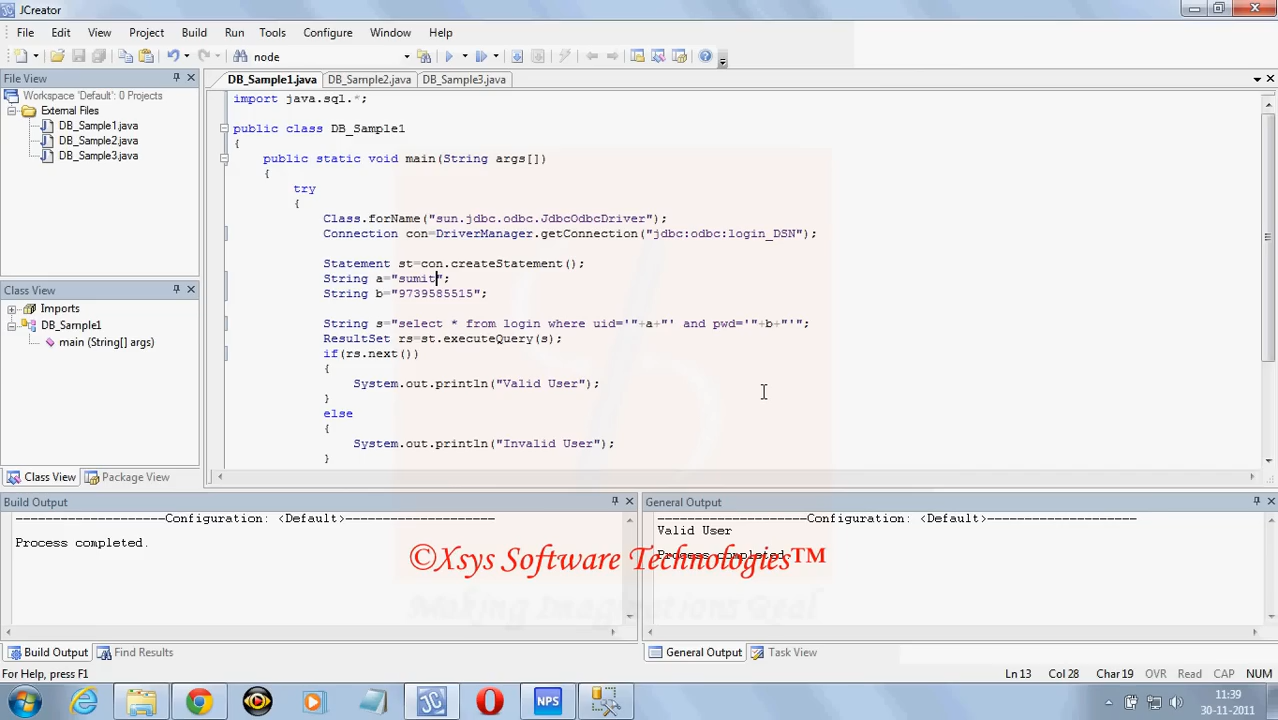 JCreator
File Edit View Project Build Run Tools Configure Window Help
node
File View
DB_Sample1.java DB_Sample2.java DB_Sample3.java
Workspace 'Default': 0 Projects
External Files
DB_Sample1.java
DB_Sample2.java
DB_Sample3.java
Class View
Imports
DB_Sample1
main (String[] args)
Class View Package View
import java.sql.*;
public class DB_Sample1
{
public static void main(String args[])
{
try
{
Class.forName("sun.jdbc.odbc.JdbcOdbcDriver");
Connection con=DriverManager.getConnection("jdbc:odbc:login_DSN");
Statement st=con.createStatement();
String a="sumit";
String b="9739585515";
String s="select * from login where uid='"+a+"' and pwd='"+b+"'";
ResultSet rs=st.executeQuery(s);
if(rs.next())
{
System.out.println("Valid User");
}
else
{
System.out.println("Invalid User");
}
Build Output
--------------------Configuration: <Default>--------------------
Process completed.
Build Output Find Results
General Output
--------------------Configuration: <Default>--------------------
Valid User
Process completed.
General Output Task View
©Xsys Software Technologies™
Making Imaginations Real
For Help, press F1
Ln 13 Col 28 Char 19 OVR Read CAP NUM
JC
NPS
11:39
30-11-2011